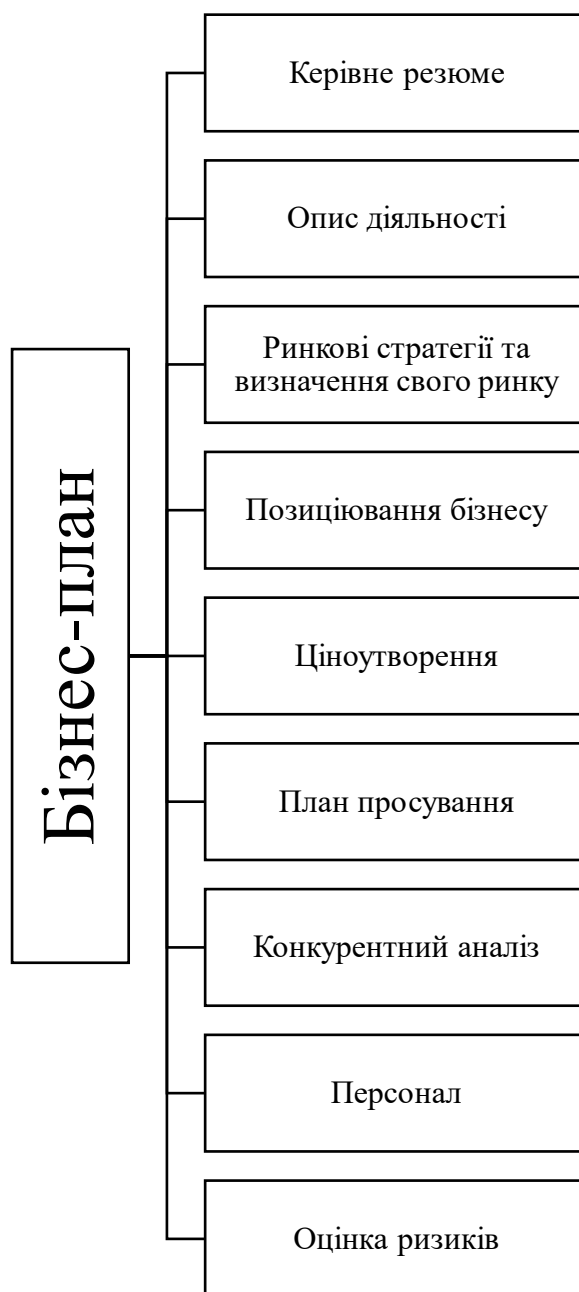 Бізнес-план
Керівне резюме
Опис діяльності
Ринкові стратегії та
визначення свого ринку
Позиціювання бізнесу
Ціноутворення
План просування
Конкурентний аналіз
Персонал
Оцінка ризиків